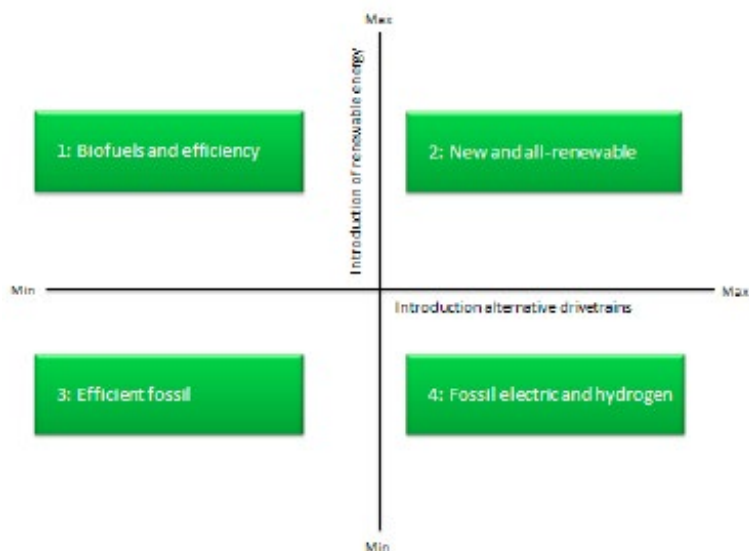 Max
Introduction of renewable energy
1: Biofuels and efficiency
2: New and all-renewable
Min
Max
Introduction alternative drivetrains
3: Efficient fossil
4: Fossil electric and hydrogen
Min